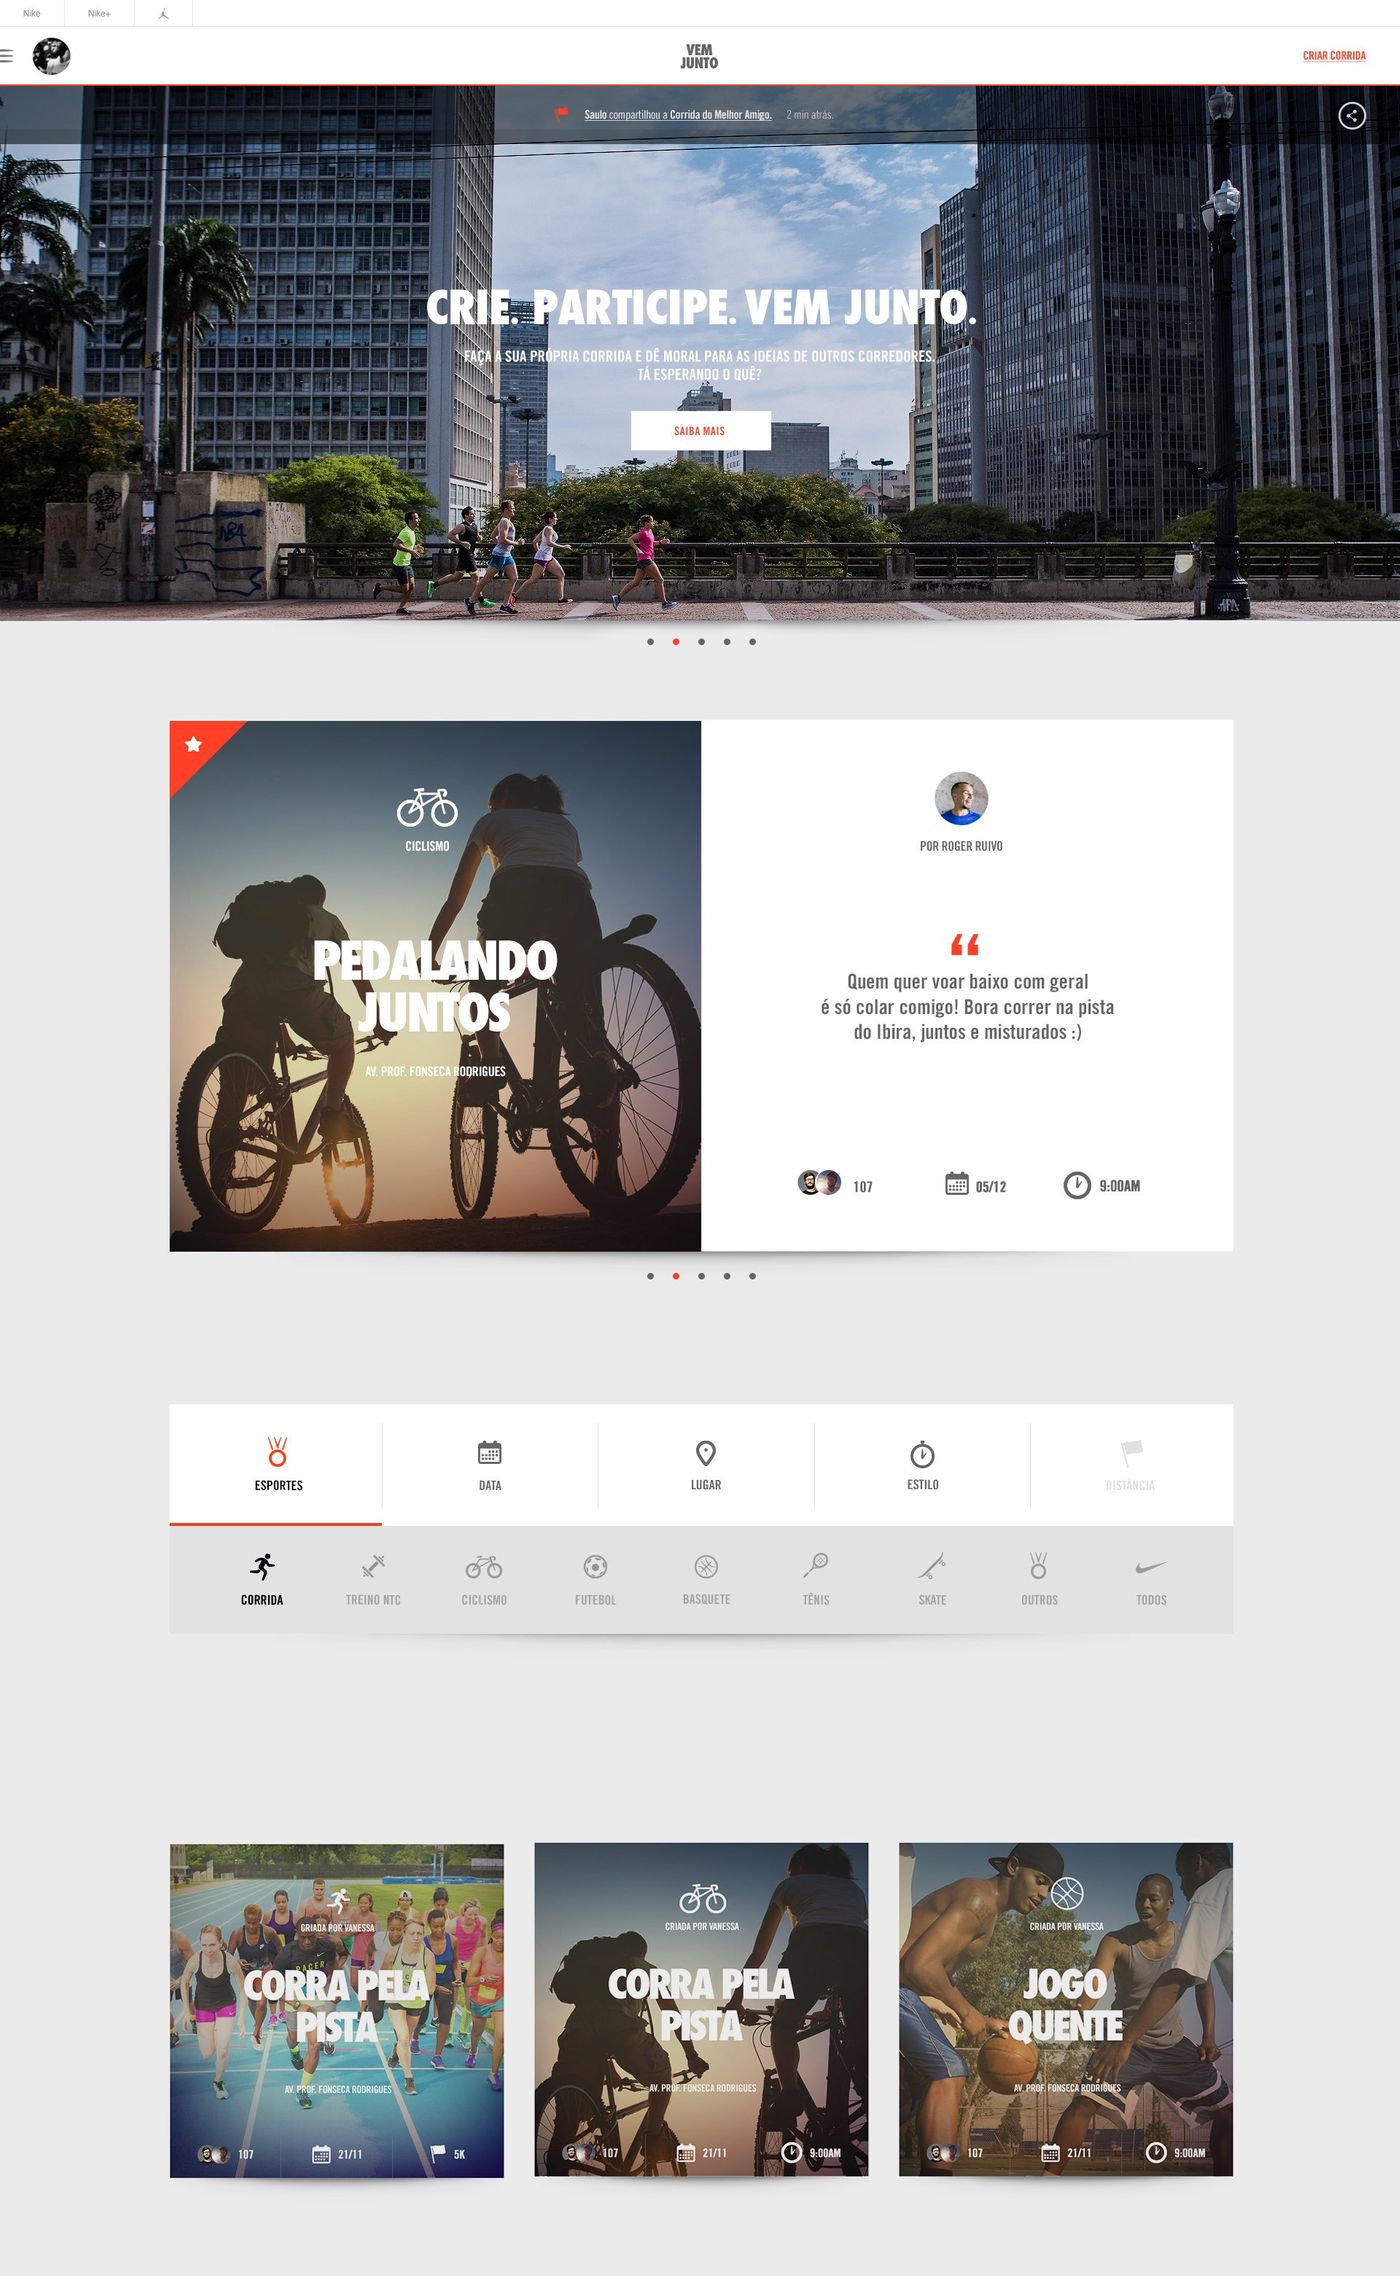 Nike
Nike+
VEM
JUNTO
CRIAR CORRIDA
Saulo compartilhou a Corrida do Melhor Amigo. 2 min atrás.
CRIE. PARTICIPE. VEM JUNTO.
FAÇA A SUA PRÓPRIA CORRIDA E DÊ MORAL PARA AS IDEIAS DE OUTROS CORREDORES.
TÁ ESPERANDO O QUÊ?
SAIBA MAIS
CICLISMO
PEDALANDO
JUNTOS
AV. PROF. FONSECA RODRIGUES
POR ROGER RUIVO
“
Quem quer voar baixo com geral
é só colar comigo! Bora correr na pista
do Ibira, juntos e misturados :)
107
05/12
9:00AM
ESPORTES
DATA
LUGAR
ESTILO
DISTÂNCIA
CORRIDA
TREINO NTC
CICLISMO
FUTEBOL
BASQUETE
TÊNIS
SKATE
OUTROS
TODOS
CRIADA POR VANESSA
CORRA PELA
PISTA
AV. PROF. FONSECA RODRIGUES
107
21/11
5K
CRIADA POR VANESSA
CORRA PELA
PISTA
AV. PROF. FONSECA RODRIGUES
107
21/11
9:00AM
CRIADA POR VANESSA
JOGO
QUENTE
AV. PROF. FONSECA RODRIGUES
107
21/11
9:00AM